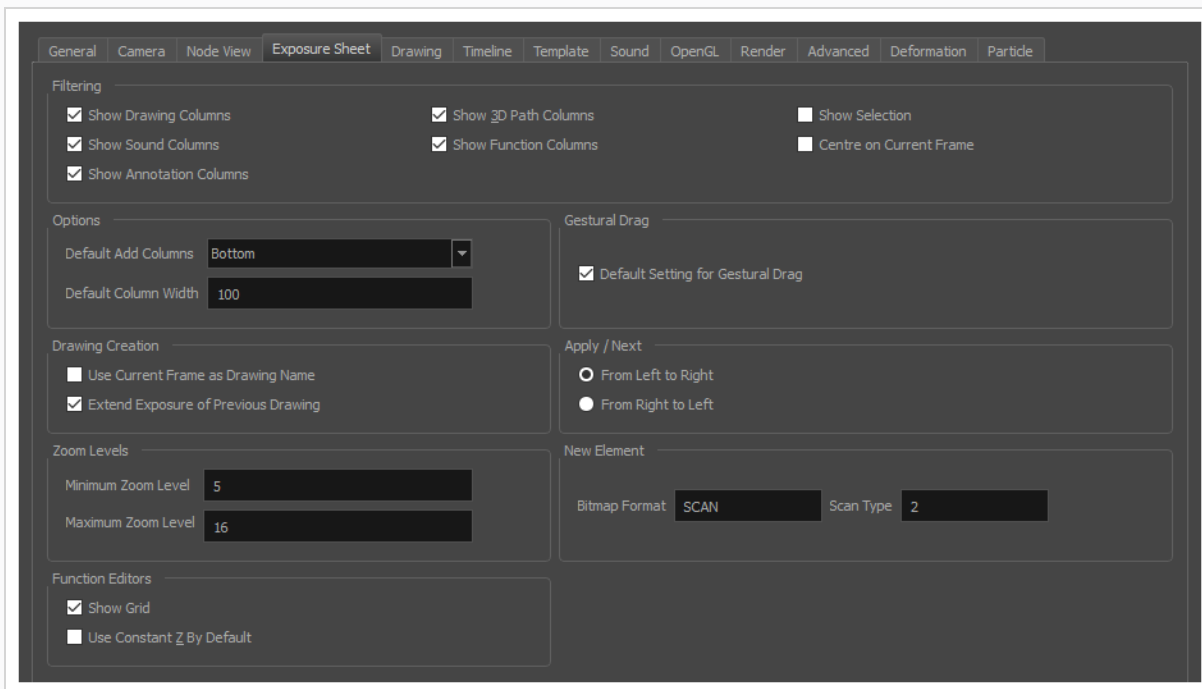 General Camera Node View Exposure Sheet Drawing Timeline Template Sound OpenGL Render Advanced Deformation Particle
Filtering
Show Drawing Columns Show 3D Path Columns Show Selection
Show Sound Columns Show Function Columns Centre on Current Frame
Show Annotation Columns
Options
Default Add Columns Bottom
Default Column Width 100
Gestural Drag
Default Setting for Gestural Drag
Drawing Creation
Use Current Frame as Drawing Name
Extend Exposure of Previous Drawing
Apply / Next
From Left to Right
From Right to Left
Zoom Levels
Minimum Zoom Level 5
Maximum Zoom Level 16
New Element
Bitmap Format SCAN Scan Type 2
Function Editors
Show Grid
Use Constant Z By Default